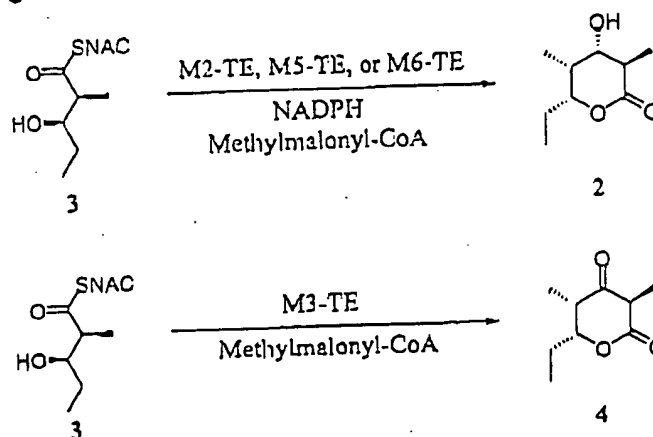 SNAC
O
HO
3
M2-TE, M5-TE, or M6-TE
NADPH
Methylmalonyl-CoA
OH
O
O
2
SNAC
O
HO
3
M3-TE
Methylmalonyl-CoA
O
O
O
4